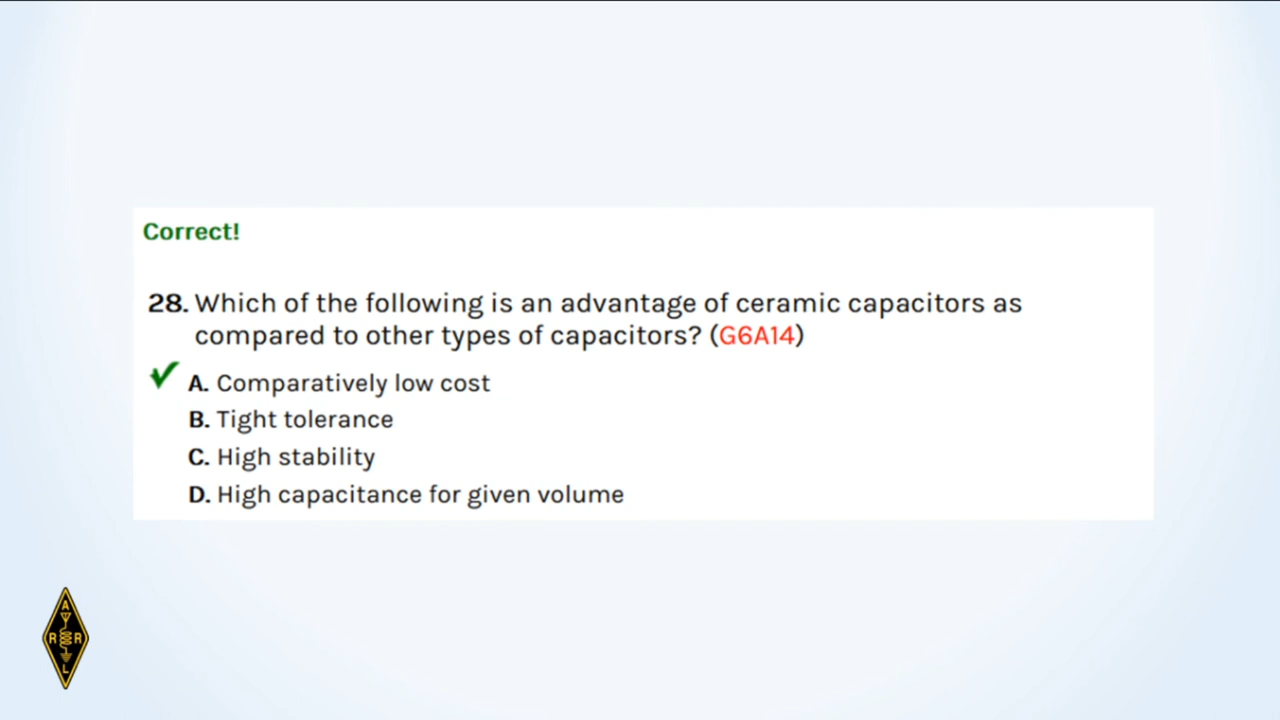 Correct!
28. Which of the following is an advantage of ceramic capacitors as
compared to other types of capacitors? (G6A14)
A. Comparatively low cost
B. Tight tolerance
C. High stability
D. High capacitance for given volume
A
R R
L